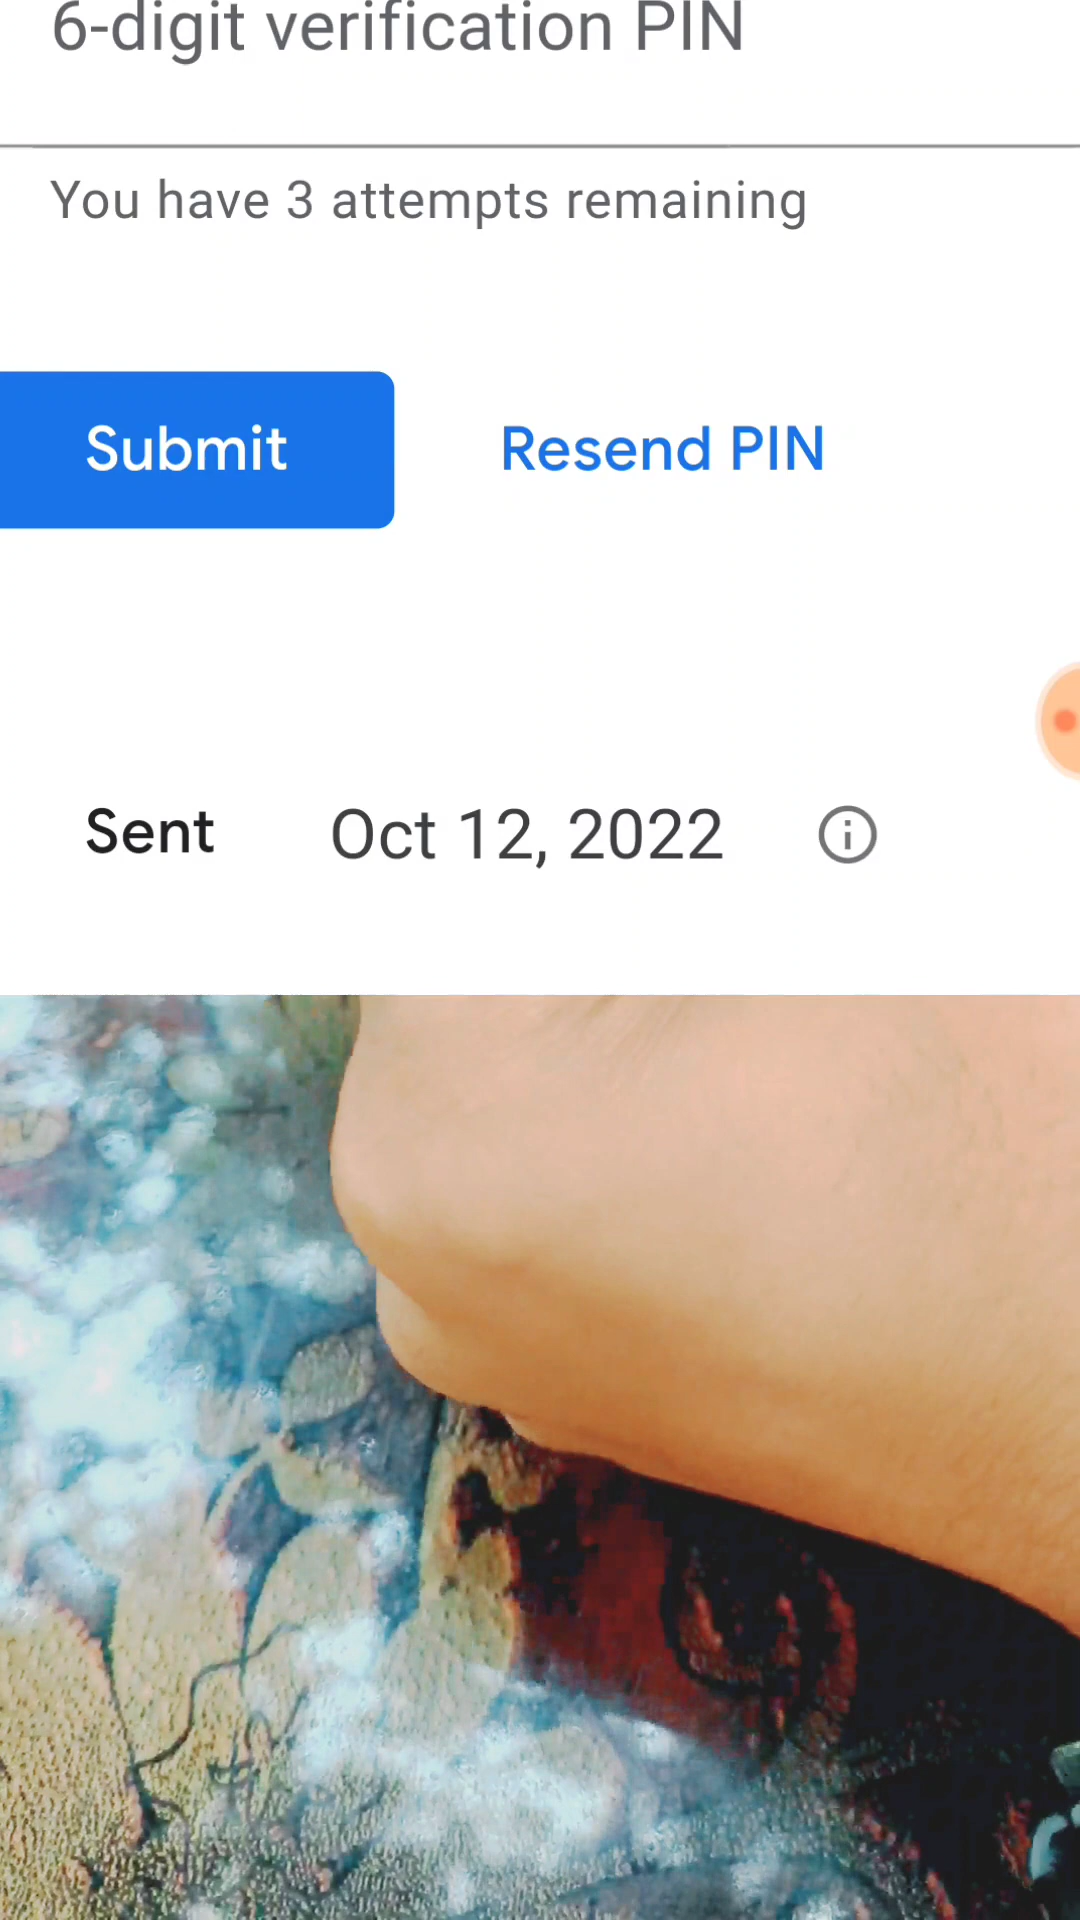 6-digit verification PIN
You have 3 attempts remaining
Submit Resend PIN
Sent Oct 12, 2022